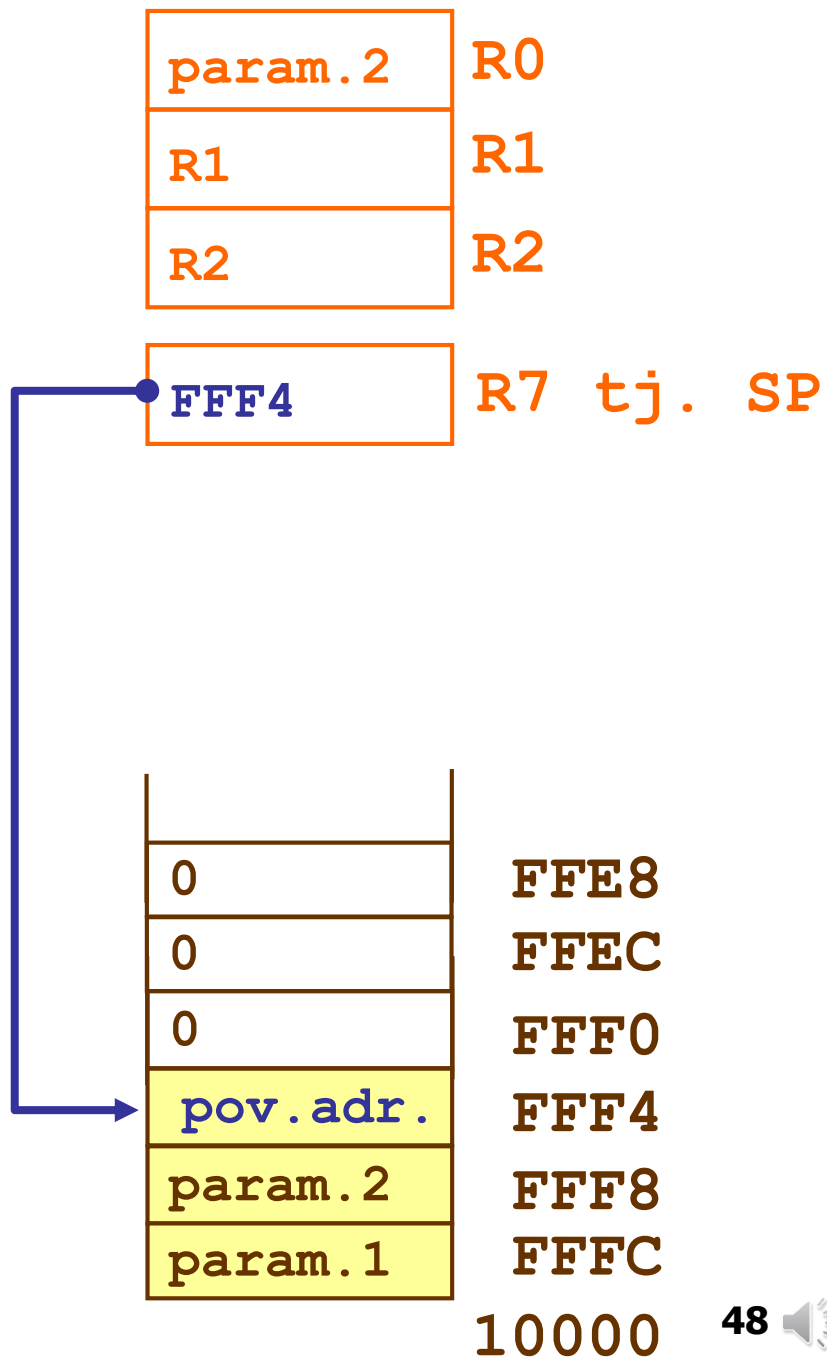 param.2 R0
R1 R1
R2 R2
FFF4 R7 tj. SP
0 FFE8
0 FFEC
0 FFF0
pov.adr. FFF4
param.2 FFF8
param.1 FFFC
10000
48